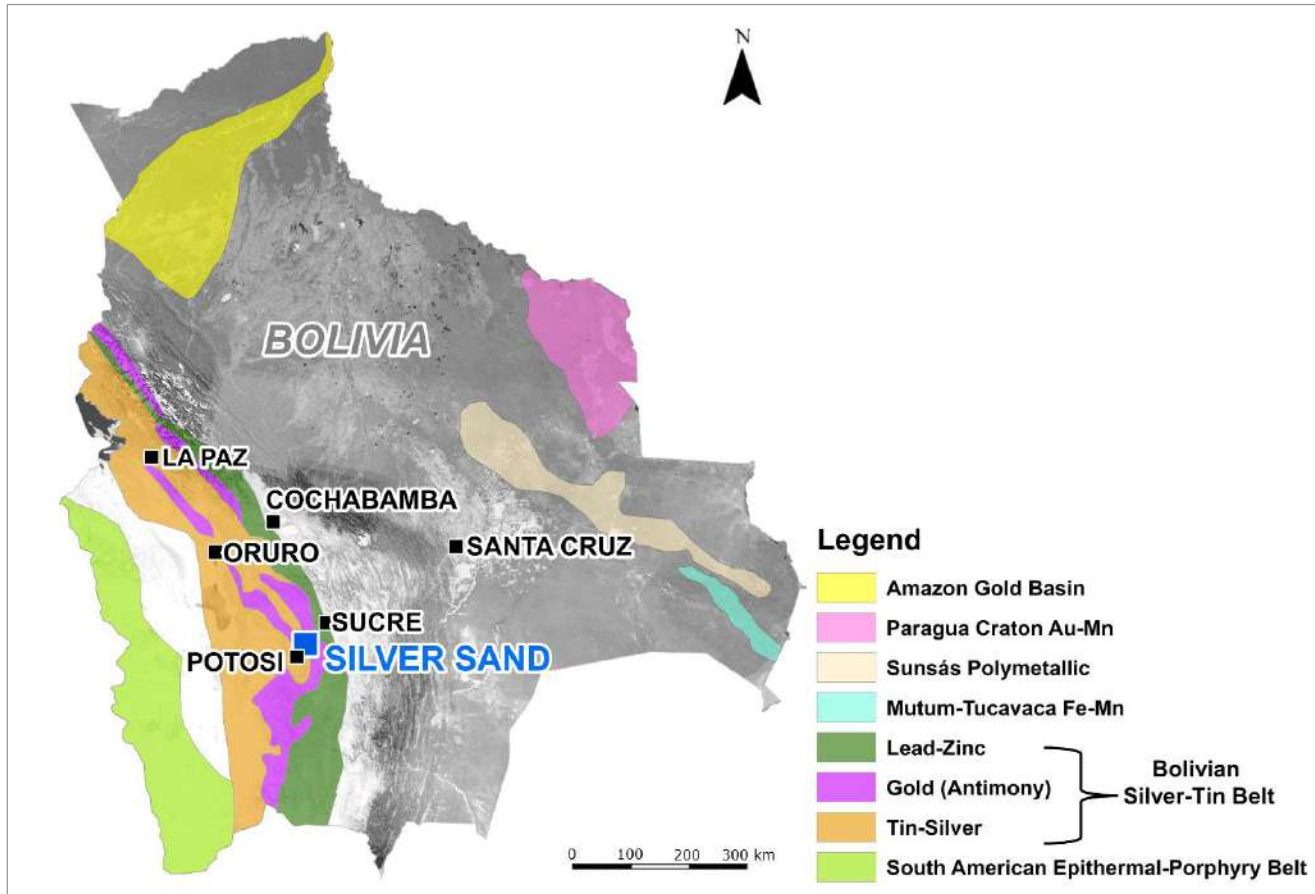 N
BOLIVIA
LA PAZ
COCHABAMBA
ORURO
SANTA CRUZ
SUCRE
POTOSI
SILVER SAND
Legend
Amazon Gold Basin
Paragua Craton Au-Mn
Sunsás Polymetallic
Mutum-Tucavaca Fe-Mn
Lead-Zinc
Gold (Antimony)
Tin-Silver
Bolivian
Silver-Tin Belt
South American Epithermal-Porphyry Belt
0 100 200 300 km